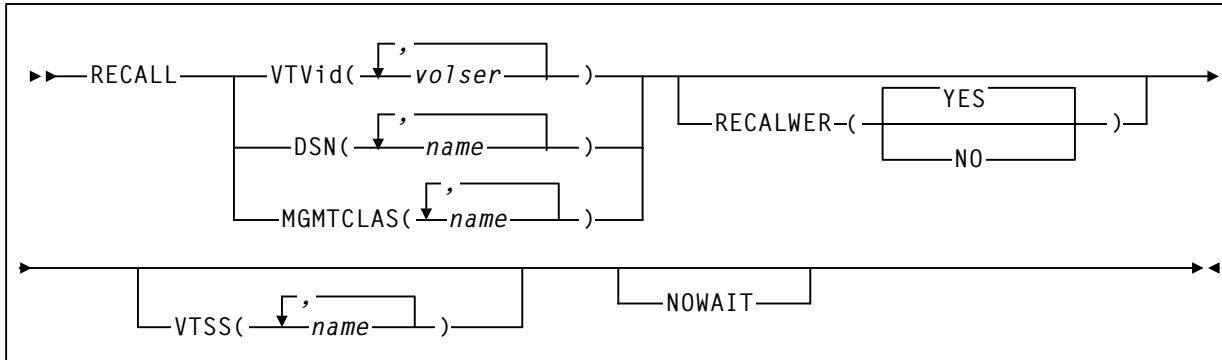 ,
RECALL VTVid( volser )
YES
RECALWER ( )
NO
,
DSN( name )
,
MGMTCLAS( name )
,
VTSS( name )
NOWAIT